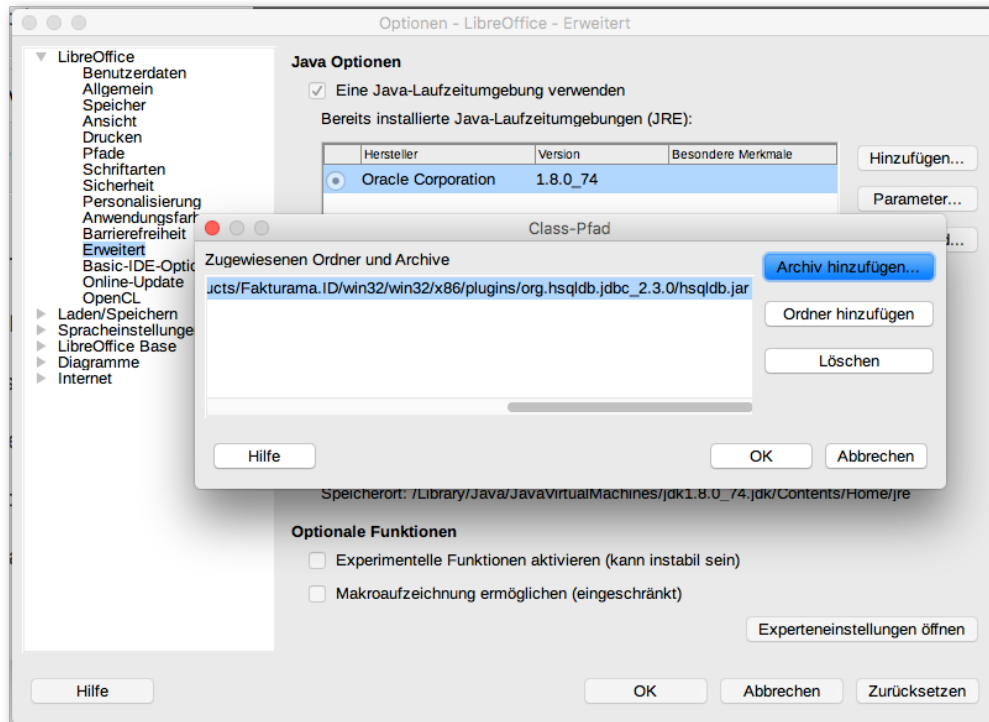 Optionen - LibreOffice - Erweitert
LibreOffice
Benutzerdaten
Allgemein
Speicher
Ansicht
Drucken
Pfade
Schriftarten
Sicherheit
Personalisierung
Anwendungsfarb
Barrierefreiheit
Erweitert
Basic-IDE-Optio
Online-Update
OpenCL
Laden/Speichern
Spracheinstellunge
LibreOffice Base
Diagramme
Internet
Java Optionen
Eine Java-Laufzeitumgebung verwenden
Bereits installierte Java-Laufzeitumgebungen (JRE):
Hersteller Version Besondere Merkmale
Oracle Corporation 1.8.0_74
Hinzufügen...
Parameter...
Class-Pfad
Zugewiesenen Ordner und Archive
ucts/Fakturama.ID/win32/win32/x86/plugins/org.hsqldb.jdbc_2.3.0/hsqldb.jar
Archiv hinzufügen...
Ordner hinzufügen
Löschen
Hilfe
OK
Abbrechen
Speicherort: /Library/Java/JavaVirtualMachines/jdk1.8.0_74.jdk/Contents/Home/jre
Optionale Funktionen
Experimentelle Funktionen aktivieren (kann instabil sein)
Makroaufzeichnung ermöglichen (eingeschränkt)
Experteneinstellungen öffnen
Hilfe
OK
Abbrechen
Zurücksetzen